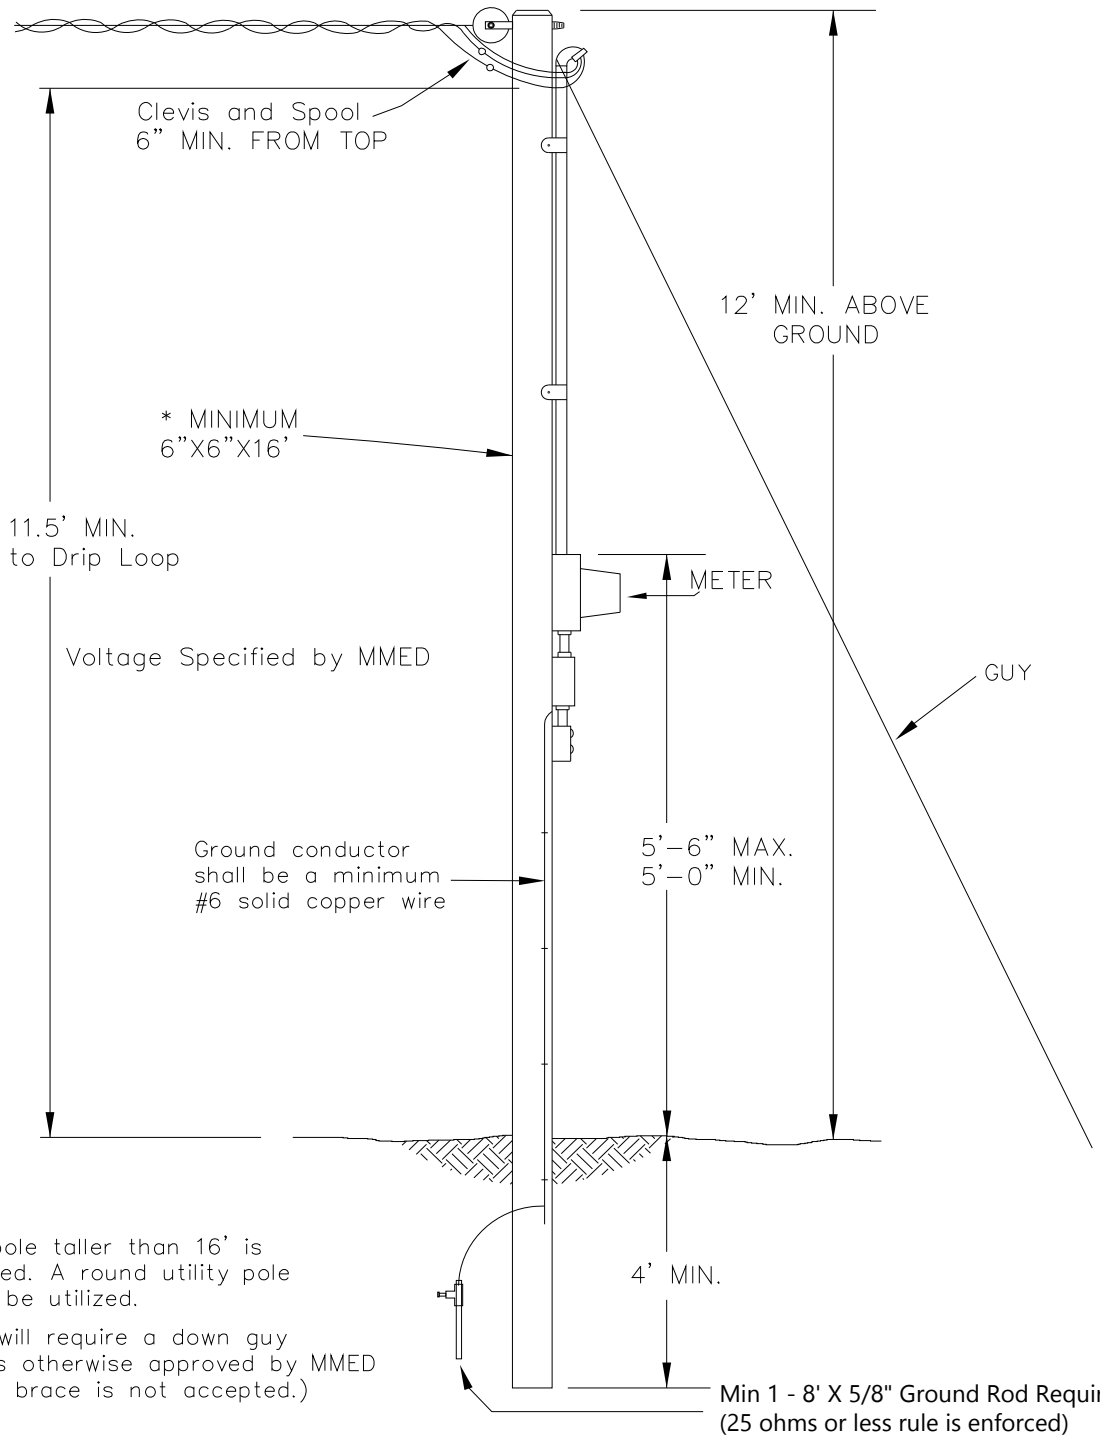 Clevis and Spool
6” MIN. FROM TOP
12’ MIN. ABOVE
GROUND
* MINIMUM
6”X6”X16’
11.5’ MIN.
to Drip Loop
METER
Voltage Specified by MMED
GUY
5’-6” MAX.
5’-0” MIN.
Ground conductor
shall be a minimum
#6 solid copper wire
4’ MIN.
pole taller than 16’ is
ed. A round utility pole
be utilized.
will require a down guy
s otherwise approved by MMED
brace is not accepted.)
Min 1 - 8' X 5/8" Ground Rod Requi
(25 ohms or less rule is enforced)